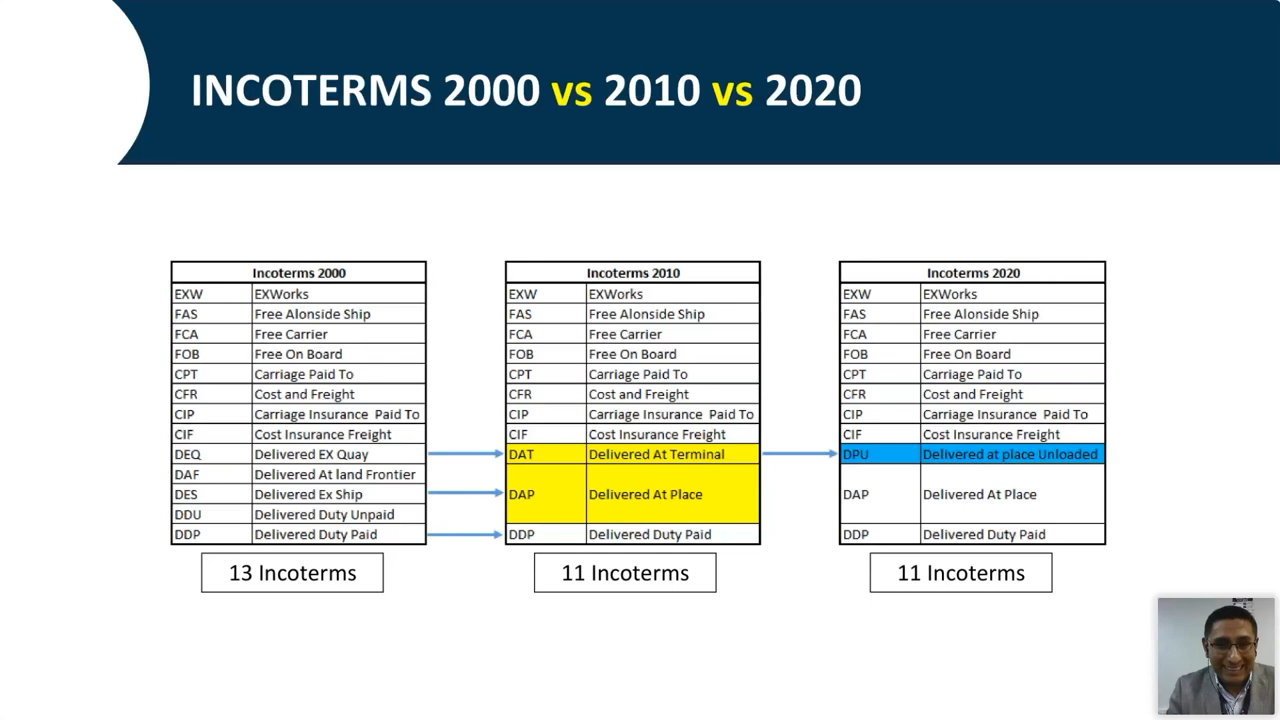 INCOTERMS 2000 vs 2010 vs 2020
Incoterms 2000
EXW EXWorks
FAS Free Alonside Ship
FCA Free Carrier
FOB Free On Board
CPT Carriage Paid To
CFR Cost and Freight
CIP Carriage Insurance Paid To
CIF Cost Insurance Freight
DEQ Delivered EX Quay
DAF Delivered At land Frontier
DES Delivered Ex Ship
DDU Delivered Duty Unpaid
DDP Delivered Duty Paid
13 Incoterms
Incoterms 2010
EXW EXWorks
FAS Free Alonside Ship
FCA Free Carrier
FOB Free On Board
CPT Carriage Paid To
CFR Cost and Freight
CIP Carriage Insurance Paid To
CIF Cost Insurance Freight
DAT Delivered At Terminal
DAP Delivered At Place
DDP Delivered Duty Paid
11 Incoterms
Incoterms 2020
EXW EXWorks
FAS Free Alonside Ship
FCA Free Carrier
FOB Free On Board
CPT Carriage Paid To
CFR Cost and Freight
CIP Carriage Insurance Paid To
CIF Cost Insurance Freight
DPU Delivered at place Unloaded
DAP Delivered At Place
DDP Delivered Duty Paid
11 Incoterms